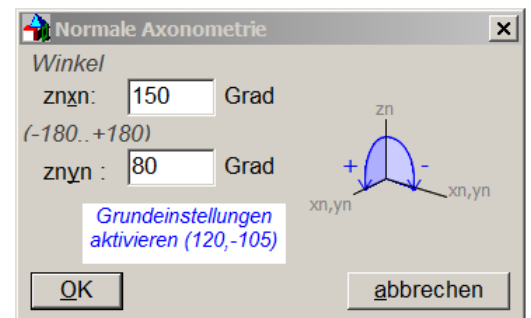 Normale Axonometrie
Winkel
znxn: 150 Grad
(-180..+180)
znyn : 80 Grad
zn
+ -
xn,yn xn,yn
Grundeinstellungen
aktivieren (120,-105)
OK abbrechen